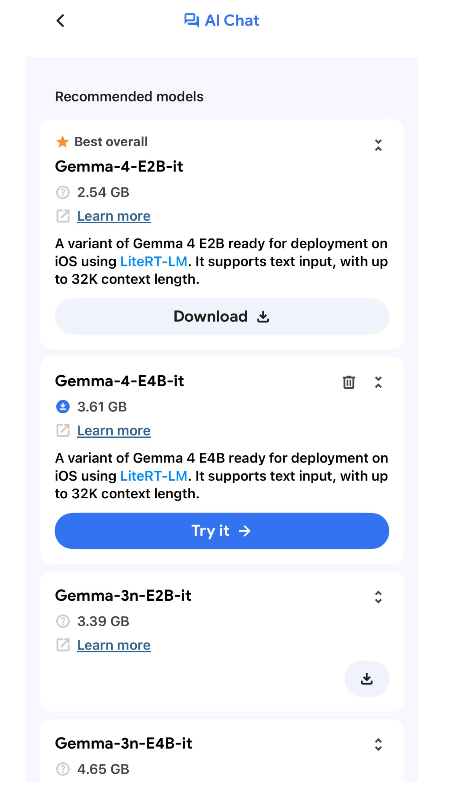 AI Chat
Recommended models
Best overall
Gemma-4-E2B-it
2.54 GB
Learn more
A variant of Gemma 4 E2B ready for deployment on
iOS using LiteRT-LM. It supports text input, with up
to 32K context length.
Download
Gemma-4-E4B-it
3.61 GB
Learn more
A variant of Gemma 4 E4B ready for deployment on
iOS using LiteRT-LM. It supports text input, with up
to 32K context length.
Try it →
Gemma-3n-E2B-it
3.39 GB
Learn more
Gemma-3n-E4B-it
4.65 GB